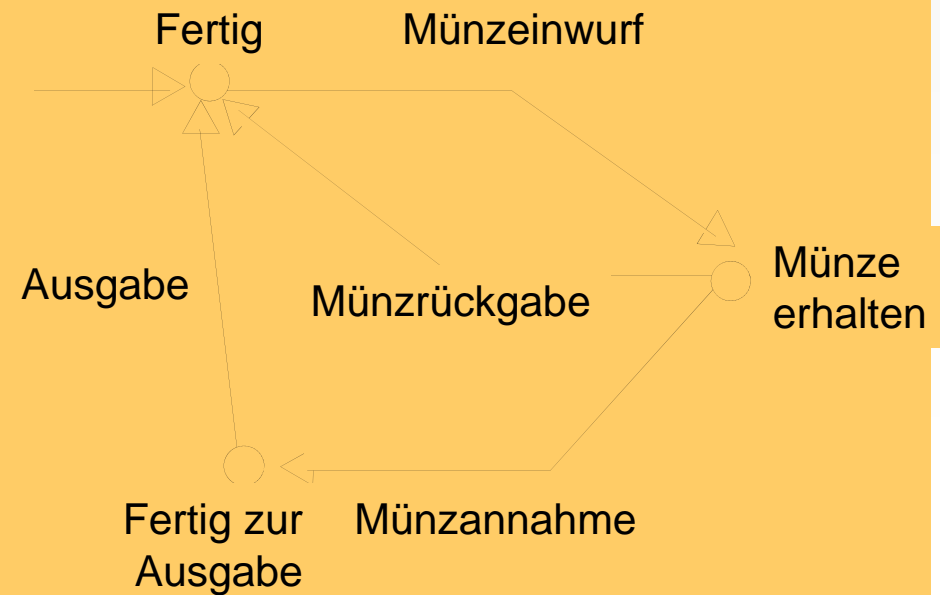 Fertig
Münzeinwurf
Ausgabe
Münzrückgabe
Münze
erhalten
Fertig zur
Ausgabe
Münzannahme